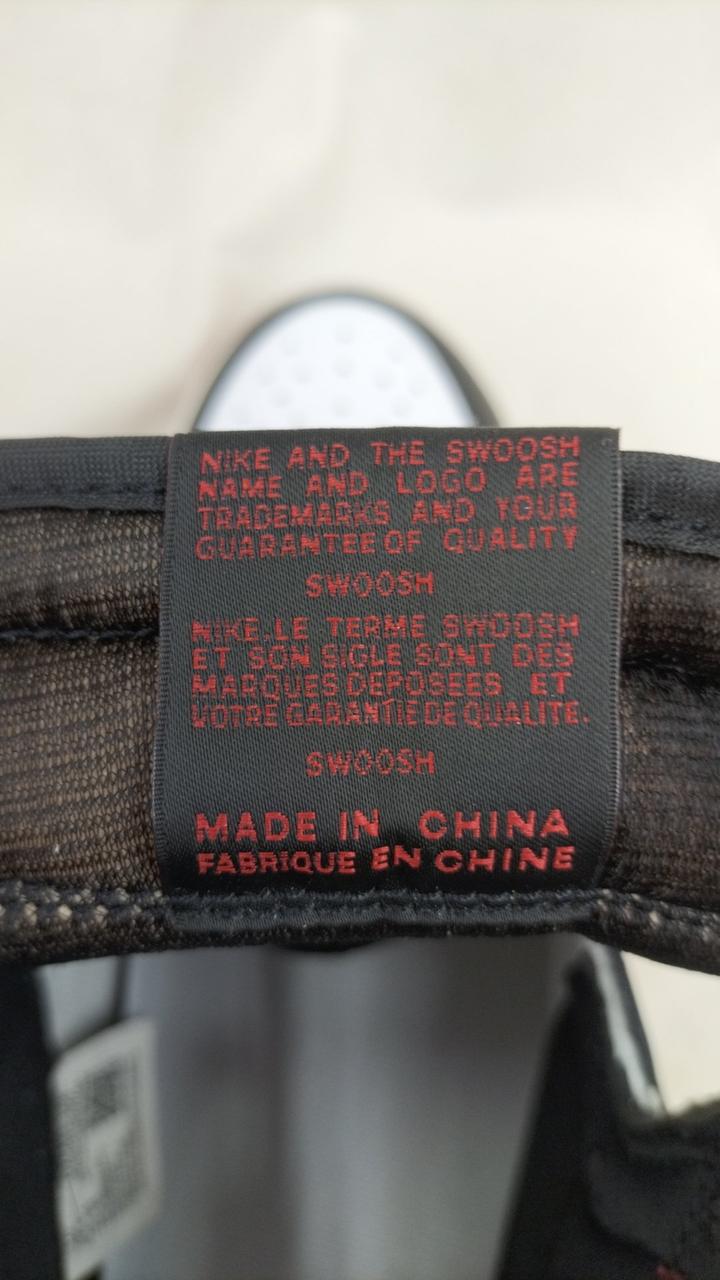 NIKE AND THE SWOOSH
NAME AND LOGO ARE
TRADEMARKS AND YOUR
GUARANTEE OF QUALITY
SWOOSH
NIKE.LE TERME SWOOSH
ET SON SIGLE SONT DES
MARQUES DEPOSEES ET
VOTRE GARANTIE DE QUALITE.
SWOOSH
MADE IN CHINA
FABRIQUE EN CHINE